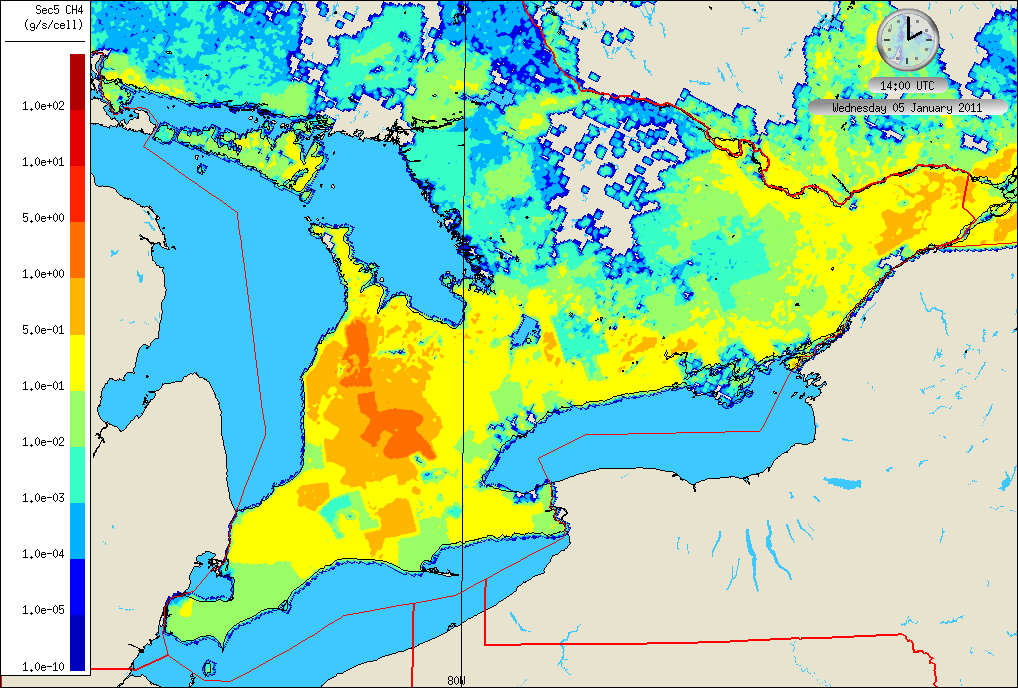 Sec5 CH4
(g/s/cell)
1.0e+02
1.0e+01
5.0e+00
1.0e+00
5.0e-01
1.0e-01
1.0e-02
1.0e-03
1.0e-04
1.0e-05
1.0e-10
14:00 UTC
Wednesday 05 January 2011
80W